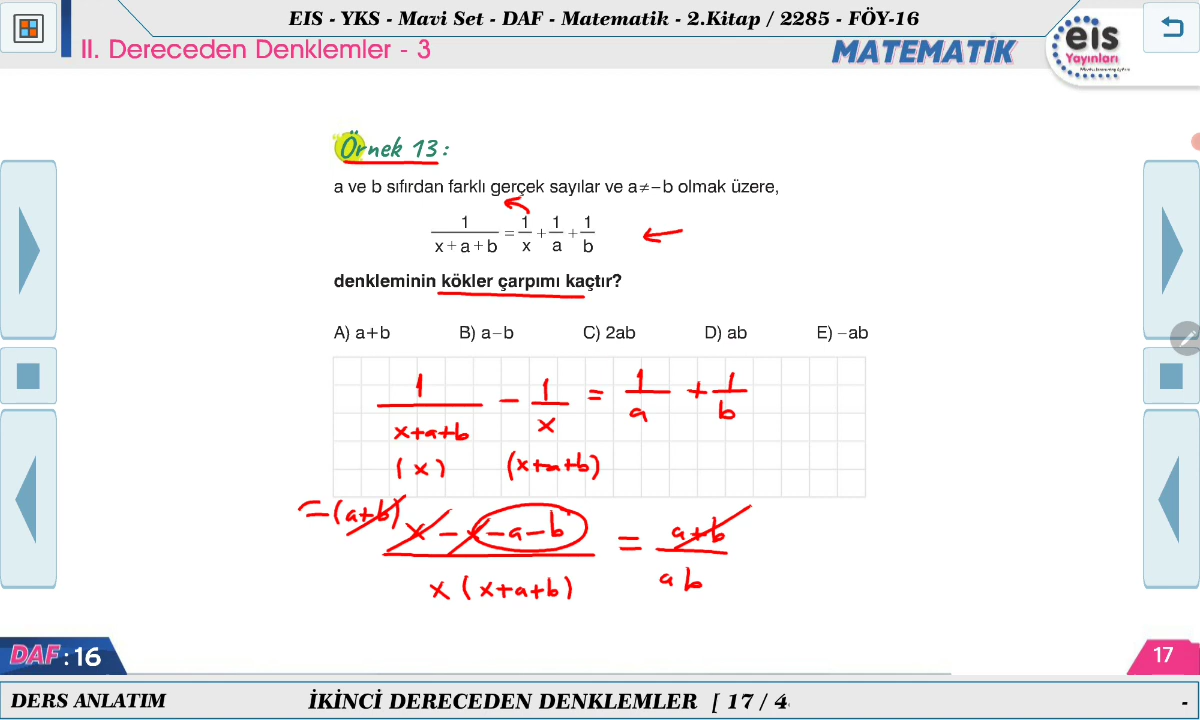 EIS - YKS - Mavi Set - DAF - Matematik - 2.Kitap / 2285 - FÖY-16
II. Dereceden Denklemler - 3
MATEMATİK
eis
Yayınları
Örnek 13:
a ve b sıfırdan farklı gerçek sayılar ve a≠−b olmak üzere,
1/(x+a+b) = 1/x + 1/a + 1/b
denkleminin kökler çarpımı kaçtır?
A) a+b B) a−b C) 2ab D) ab E) −ab
1/(x+a+b) − 1/x = 1/a + 1/b
(x) (x+a+b)
−(a+b)
(x − x − a − b)/(x(x+a+b)) = (a+b)/(ab)
DAF : 16
17
DERS ANLATIM
İKİNCİ DERECEDEN DENKLEMLER [ 17 / 4
-